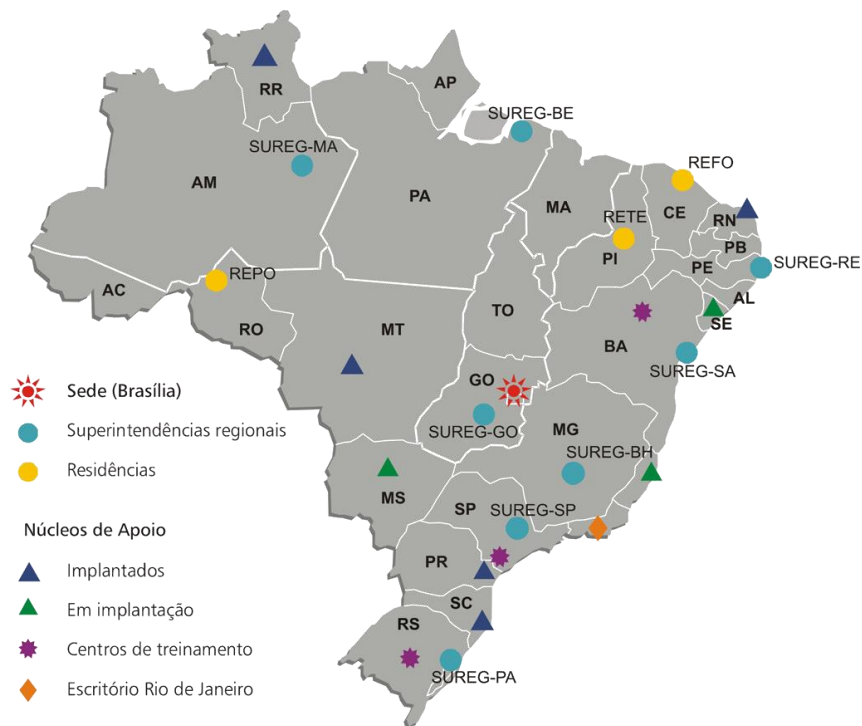 RR
AP
SUREG-BE
SUREG-MA
REFO
AM
PA
MA
RETE
CE
RN
PB
PI
PE
SUREG-RE
REPO
AC
AL
TO
SE
RO
MT
BA
SUREG-SA
GO
Sede (Brasília)
SUREG-GO
MG
Superintendências regionais
SUREG-BH
Residências
MS
SP
SUREG-SP
Núcleos de Apoio
PR
Implantados
SC
Em implantação
RS
Centros de treinamento
SUREG-PA
Escritório Rio de Janeiro